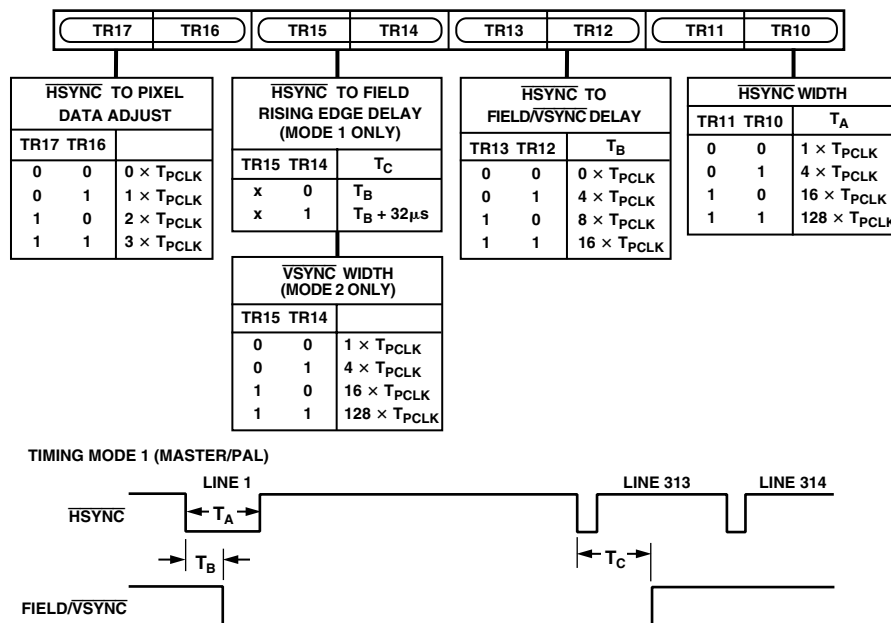 TR17 TR16 TR15 TR14 TR13 TR12 TR11 TR10
HSYNC TO PIXEL
DATA ADJUST
TR17 TR16
0 0 0 × TPCLK
0 1 1 × TPCLK
1 0 2 × TPCLK
1 1 3 × TPCLK
HSYNC TO FIELD
RISING EDGE DELAY
(MODE 1 ONLY)
TR15 TR14 TC
x 0 TB
x 1 TB + 32µs
HSYNC TO
FIELD/VSYNC DELAY
TR13 TR12 TB
0 0 0 × TPCLK
0 1 4 × TPCLK
1 0 8 × TPCLK
1 1 16 × TPCLK
HSYNC WIDTH
TR11 TR10 TA
0 0 1 × TPCLK
0 1 4 × TPCLK
1 0 16 × TPCLK
1 1 128 × TPCLK
VSYNC WIDTH
(MODE 2 ONLY)
TR15 TR14
0 0 1 × TPCLK
0 1 4 × TPCLK
1 0 16 × TPCLK
1 1 128 × TPCLK
TIMING MODE 1 (MASTER/PAL)
LINE 1 LINE 313 LINE 314
HSYNC
TA
TB
TC
FIELD/VSYNC